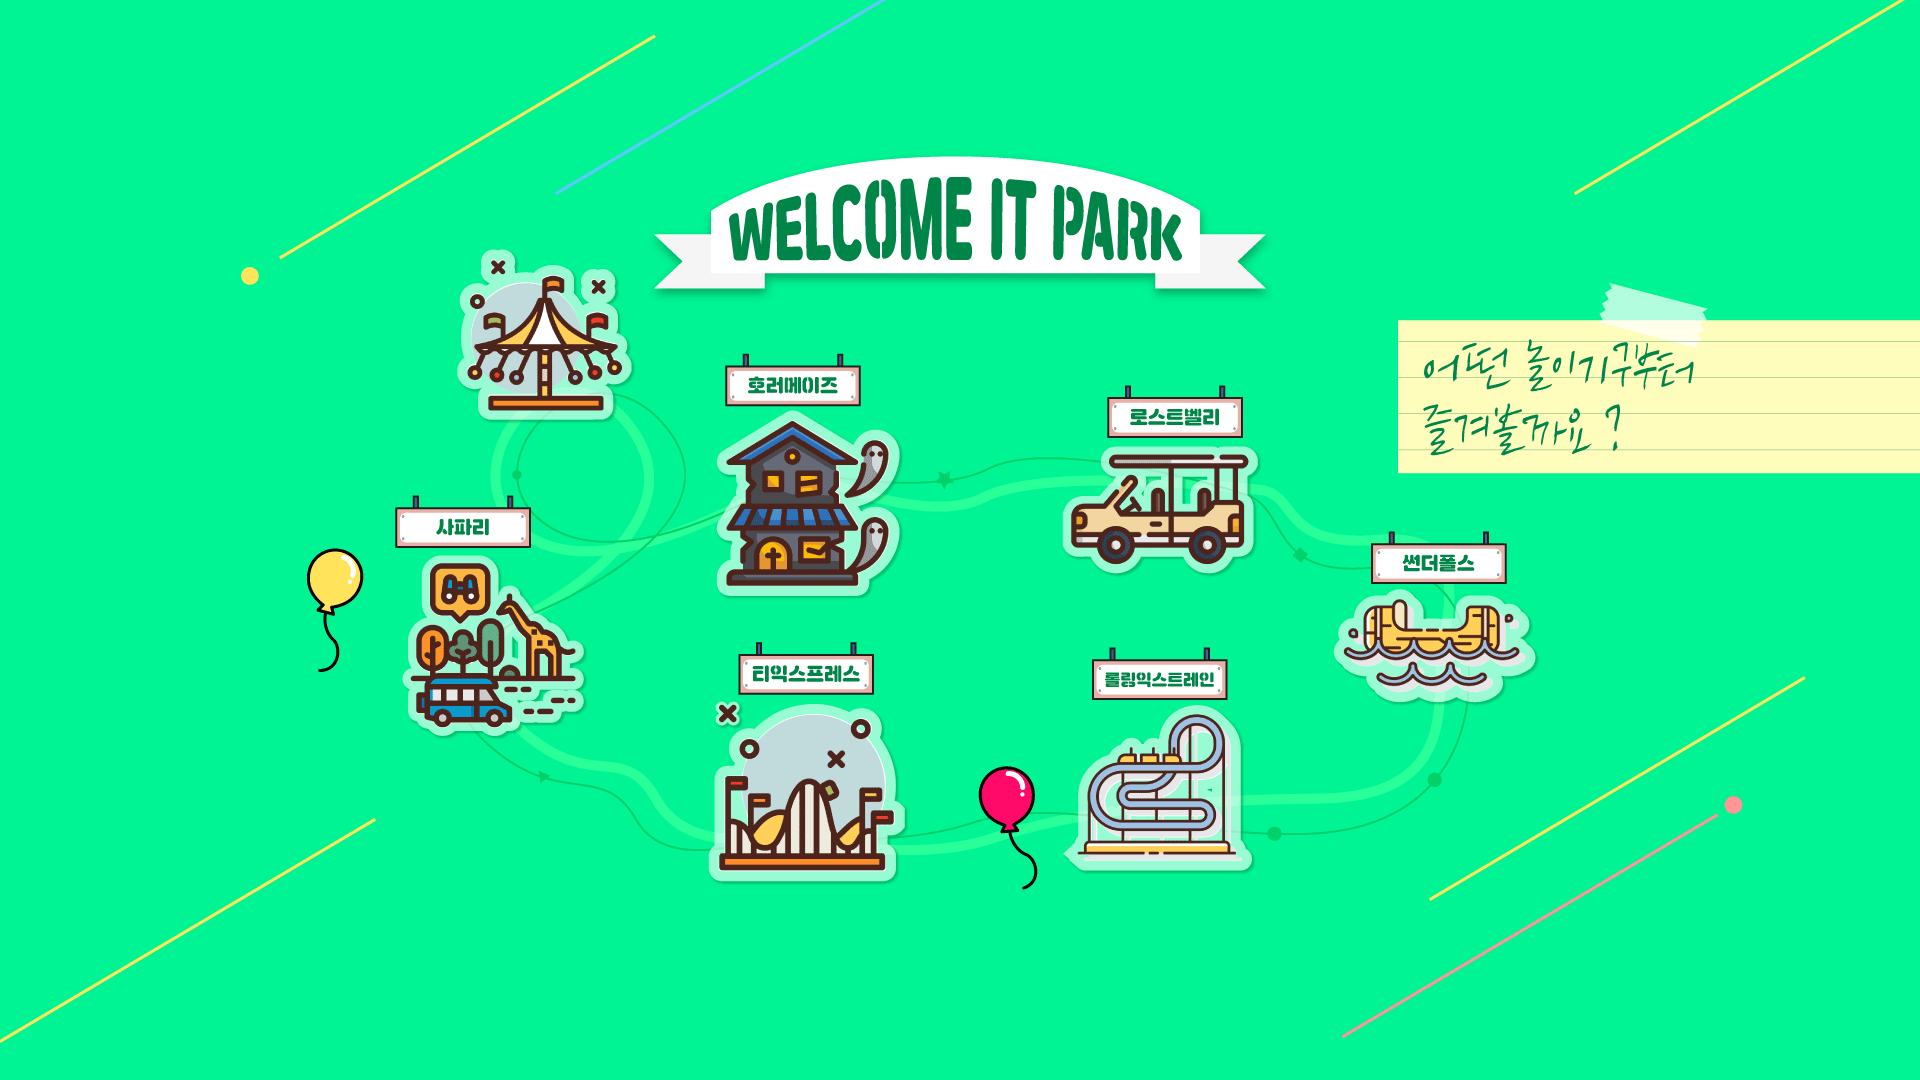 WELCOME IT PARK
어떤 놀이기구부터
즐겨볼까요?
호러메이즈
로스트벨리
사파리
썬더폴스
티익스프레스
롤링익스트레인